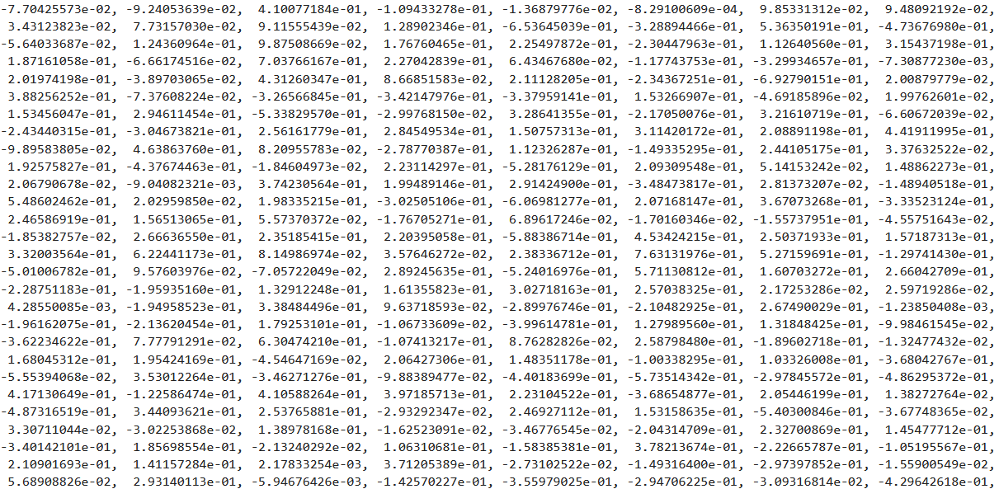 -7.70425573e-02, -9.24053639e-02, 4.10077184e-01, -1.09433278e-01, -1.36879776e-02, -8.29100609e-04, 9.85331312e-02, 9.48092192e-02,
3.43123823e-02, 7.73157030e-02, 9.11555439e-02, 1.28902346e-01, -6.53645039e-02, -3.28894466e-01, 5.36350191e-01, -4.73676980e-01,
-5.64033687e-02, 1.24360964e-01, 9.87508669e-02, 1.76760465e-01, 2.25497872e-01, -2.30447963e-01, 1.12640560e-01, 3.15437198e-01,
1.87161058e-01, -6.66174516e-02, 7.03766167e-01, 2.27042839e-01, 6.43467680e-02, -1.17743753e-01, -3.29934657e-01, -7.30877230e-03,
2.01974198e-01, -3.89703065e-02, 4.31260347e-01, 8.66851583e-02, 2.11128205e-01, -2.34367251e-01, -6.92790151e-01, 2.00879779e-02,
3.88256252e-01, -7.37608224e-02, -3.26566845e-01, -3.42147976e-01, -3.37959141e-01, 1.53266907e-01, -4.69185896e-02, 1.99762601e-02,
1.53456047e-01, 2.94611454e-01, -5.33829570e-01, -2.99768150e-02, 3.28641355e-01, -2.17050076e-01, 3.21610719e-01, -6.60672039e-02,
-2.43440315e-01, -3.04673821e-01, 2.56161779e-01, 2.84549534e-01, 1.50757313e-01, 3.11420172e-01, 2.08891198e-01, 4.41911995e-01,
-9.89583805e-02, 4.63863760e-01, 8.20955783e-02, -2.78770387e-01, 1.12326287e-01, -1.49335295e-01, 2.44105175e-01, 3.37632522e-02,
1.92575827e-01, -4.37674463e-01, -1.84604973e-02, 2.23114297e-01, -5.28176129e-01, 2.09309548e-01, 5.14153242e-02, 1.48862273e-01,
2.06790678e-02, -9.04082321e-03, 3.74230564e-01, 1.99489146e-01, 2.91424900e-01, -3.48473817e-01, 2.81373207e-02, -1.48940518e-01,
5.48602462e-01, 2.02959850e-02, 1.98335215e-01, -3.02505106e-01, -6.06981277e-01, 2.07168147e-01, 3.67073268e-01, -3.33523124e-01,
2.46586919e-01, 1.56513065e-01, 5.57370372e-02, -1.76705271e-01, 6.89617246e-02, -1.70160346e-02, -1.55737951e-01, -4.55751643e-02,
-1.85382757e-02, 2.66636550e-01, 2.35185415e-01, 2.20395058e-01, -5.88386714e-01, 4.53424215e-01, 2.50371933e-01, 1.57187313e-01,
3.32003564e-01, 6.22441173e-01, 8.14986974e-02, 3.57646272e-02, 2.38336712e-01, 7.63131976e-01, 5.27159691e-01, -1.29741430e-01,
-5.01006782e-01, 9.57603976e-02, -7.05722049e-02, 2.89245635e-01, -5.24016976e-01, 5.71130812e-01, 1.60703272e-01, 2.66042709e-01,
-2.28751183e-01, -1.95935160e-01, 1.32912248e-01, 1.61355823e-01, 3.02718163e-01, 2.57038325e-01, 2.17253286e-02, 2.59719286e-02,
4.28550085e-03, -1.94958523e-01, 3.38484496e-01, 9.63718593e-02, -2.89976746e-01, -2.10482925e-01, 2.67490029e-01, -1.23850408e-03,
-1.96162075e-01, -2.13620454e-01, 1.79253101e-01, -1.06733609e-02, -3.99614781e-01, 1.27989560e-01, 1.31848425e-01, -9.98461545e-02,
-3.62234622e-02, 7.77791291e-02, 6.30474210e-01, -1.07413217e-01, 8.76282826e-02, 2.58798480e-01, -1.89602718e-01, -1.32477432e-02,
1.68045312e-01, 1.95424169e-01, -4.54647169e-02, 2.06427306e-01, 1.48351178e-01, -1.00338295e-01, 1.03326008e-01, -3.68042767e-01,
-5.55394068e-02, 3.53012264e-01, -3.46271276e-01, -9.88389477e-02, -4.40183699e-01, -5.73514342e-01, -2.97845572e-01, -4.86295372e-01,
4.17130649e-01, -1.22586474e-01, 4.10588264e-01, 3.97185713e-01, 2.23104522e-01, -3.68654877e-01, 2.05446199e-01, 1.38272764e-02,
-4.87316519e-01, 3.44093621e-01, 2.53765881e-01, -2.93292347e-02, 2.46927112e-01, 1.53158635e-01, -5.40300846e-01, -3.67748365e-02,
3.30711044e-02, -3.02253868e-02, 1.38978168e-01, -1.62523091e-02, -3.46776545e-02, -2.04314709e-01, 2.32700869e-01, 1.45477712e-01,
-3.40142101e-01, 1.85698554e-01, -2.13240292e-02, 1.06310681e-01, -1.58385381e-01, 3.78213674e-01, -2.22665787e-01, -1.05195567e-01,
2.10901693e-01, 1.41157284e-01, 2.17833254e-03, 3.71205389e-01, -2.73102522e-02, -1.49316400e-01, -2.97397852e-02, -1.55900549e-02,
5.68908826e-02, 2.93140113e-01, -5.94676426e-03, -1.42570227e-01, -3.55979025e-01, -2.94706225e-01, -3.09316814e-02, -4.29642618e-01,